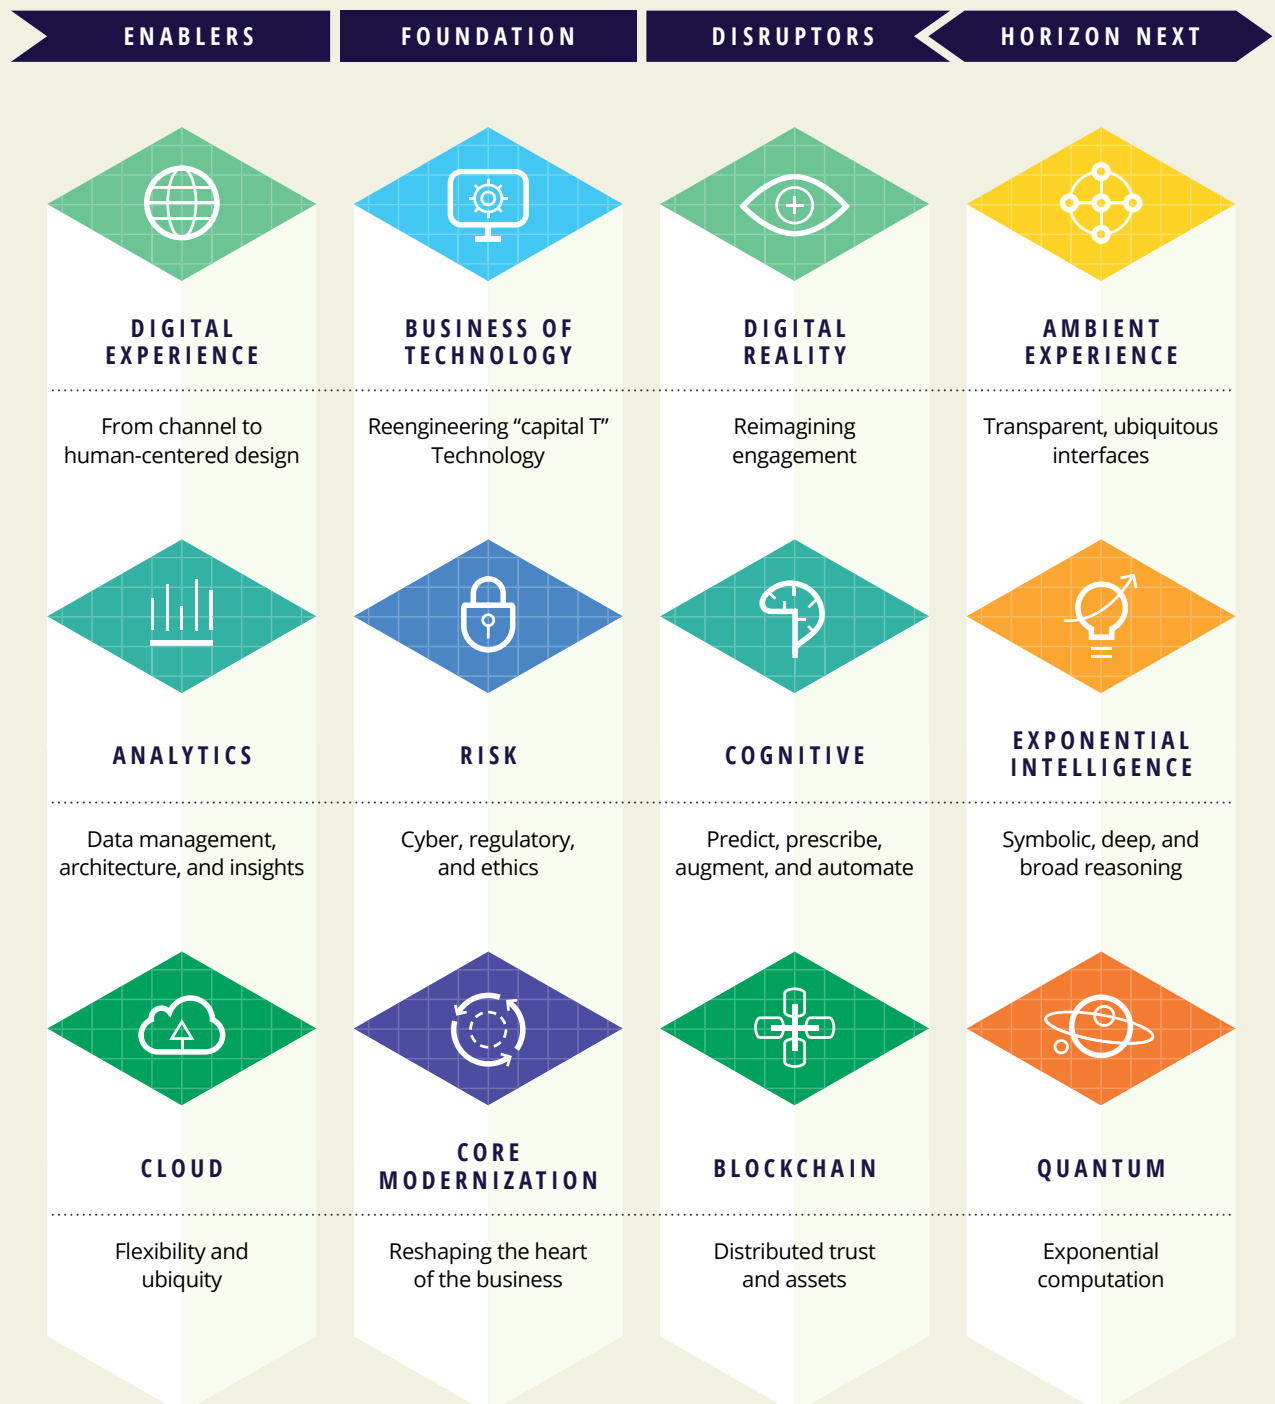 ENABLERS
FOUNDATION
DISRUPTORS
HORIZON NEXT
DIGITAL
EXPERIENCE
BUSINESS OF
TECHNOLOGY
DIGITAL
REALITY
AMBIENT
EXPERIENCE
From channel to
human-centered design
Reengineering “capital T”
Technology
Reimagining
engagement
Transparent, ubiquitous
interfaces
ANALYTICS
RISK
COGNITIVE
EXPONENTIAL
INTELLIGENCE
Data management,
architecture, and insights
Cyber, regulatory,
and ethics
Predict, prescribe,
augment, and automate
Symbolic, deep, and
broad reasoning
CLOUD
CORE
MODERNIZATION
BLOCKCHAIN
QUANTUM
Flexibility and
ubiquity
Reshaping the heart
of the business
Distributed trust
and assets
Exponential
computation